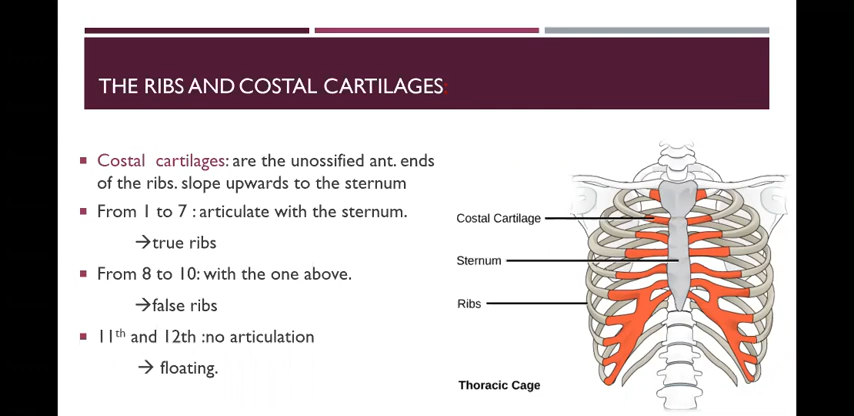 THE RIBS AND COSTAL CARTILAGES:
Costal cartilages: are the unossified ant. ends
of the ribs. slope upwards to the sternum
From 1 to 7 : articulate with the sternum.
→true ribs
From 8 to 10: with the one above.
→false ribs
11th and 12th :no articulation
→ floating.
Costal Cartilage
Sternum
Ribs
Thoracic Cage